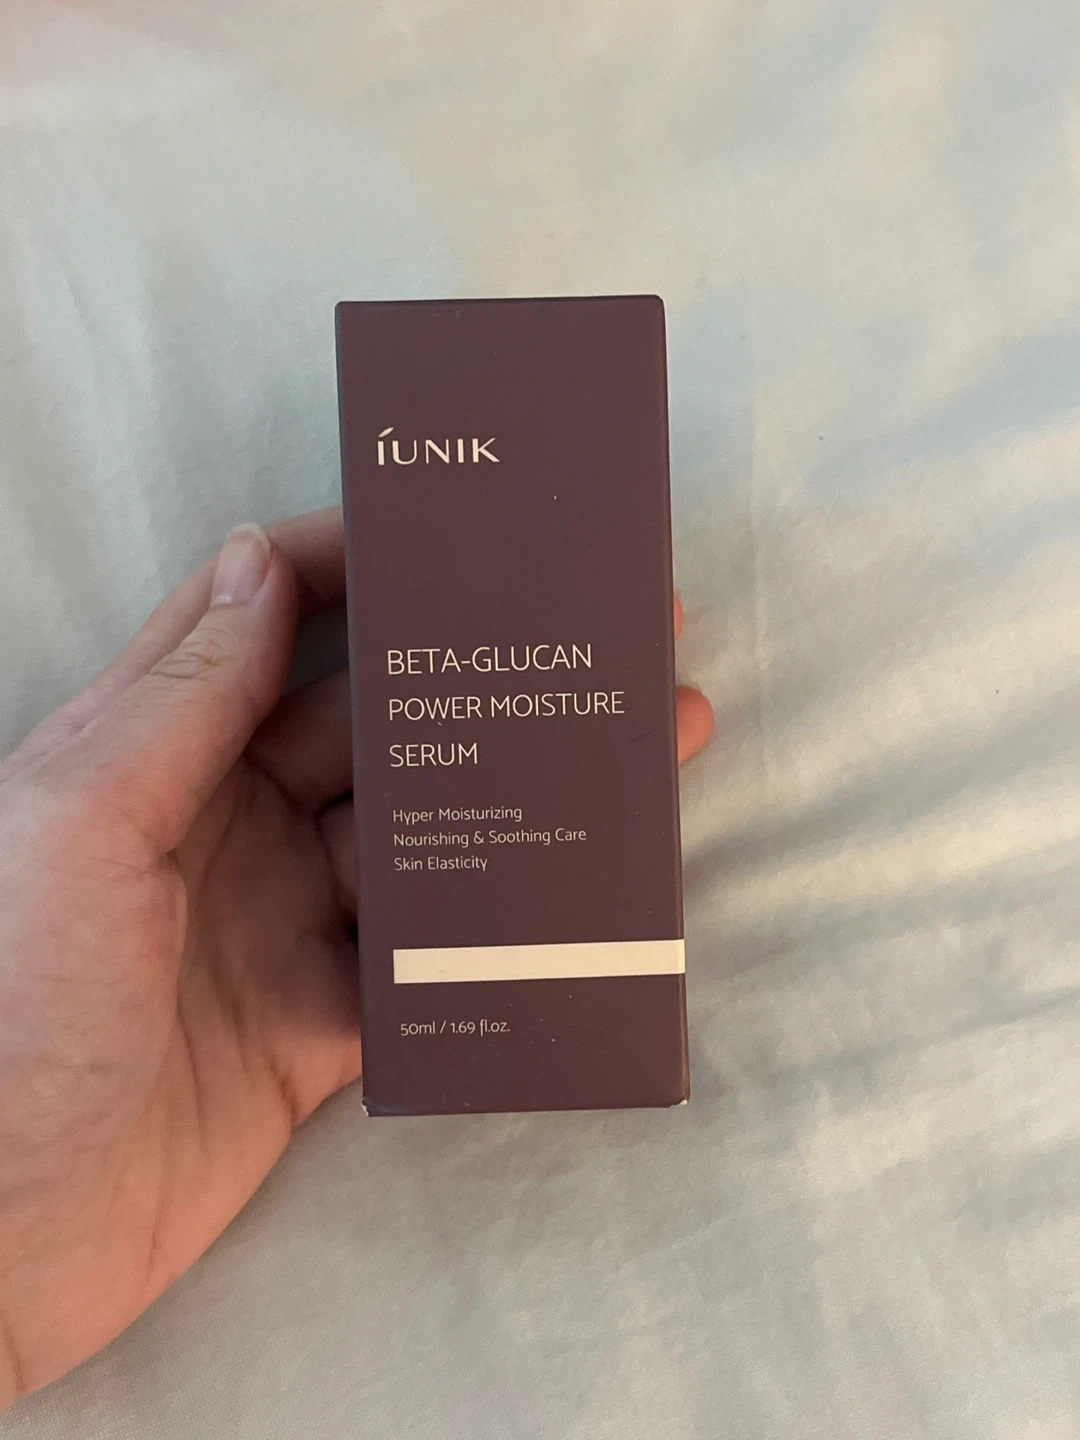 íUNIK
BETA-GLUCAN
POWER MOISTURE
SERUM
Hyper Moisturizing
Nourishing & Soothing Care
Skin Elasticity
50ml / 1.69 fl.oz.